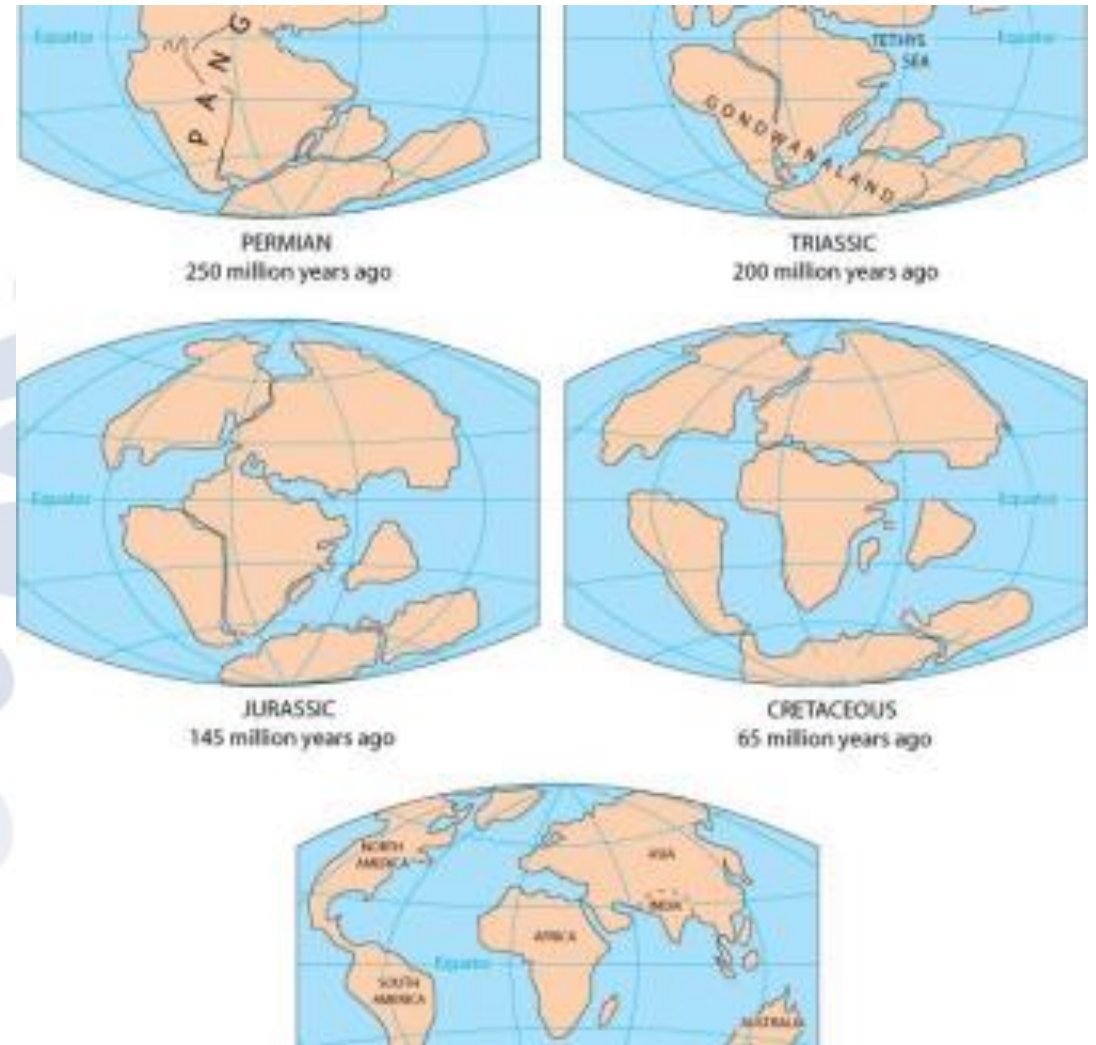 Equator
P A N G
PERMIAN
250 million years ago
TETHYS
SEA
Equator
GONDWANALAND
TRIASSIC
200 million years ago
Equator
JURASSIC
145 million years ago
Equator
CRETACEOUS
65 million years ago
NORTH
AMERICA
ASIA
INDIA
AFRICA
Equator
SOUTH
AMERICA
AUSTRALIA